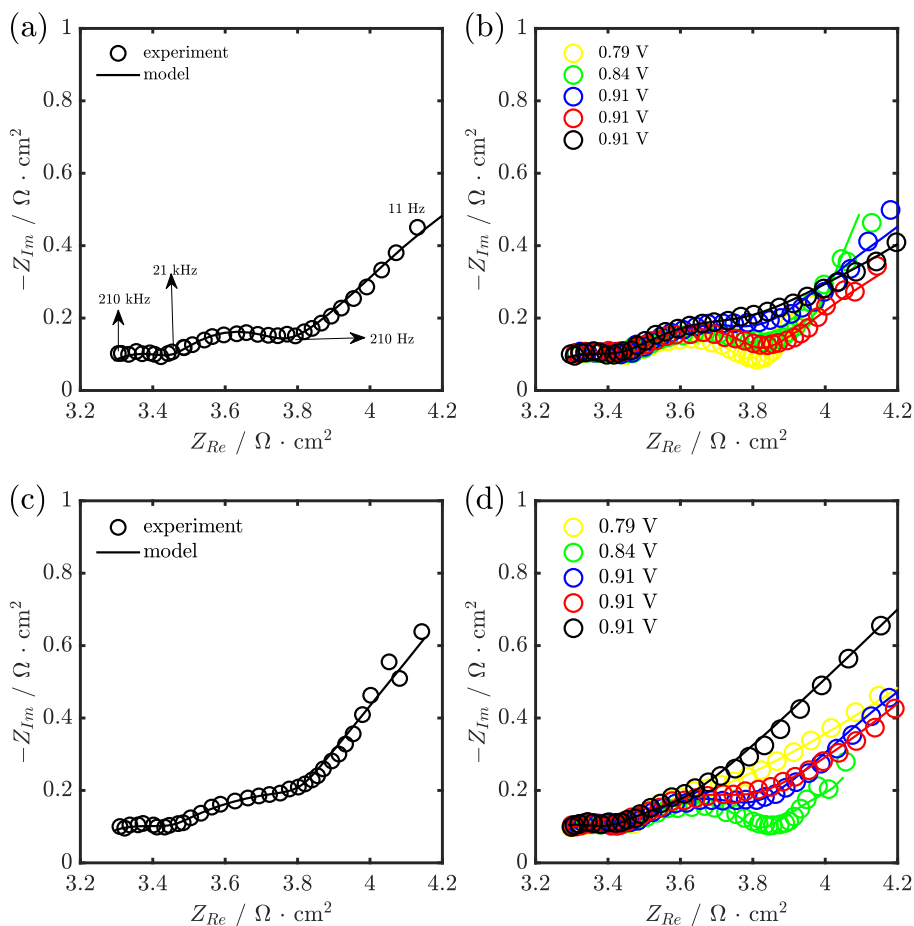 (a)
1
0.8
0.6
0.4
0.2
0
3.2
3.4
3.6
3.8
4
4.2
−Z_Im / Ω · cm²
Z_Re / Ω · cm²
experiment
model
11 Hz
21 kHz
210 kHz
210 Hz
(b)
1
0.8
0.6
0.4
0.2
0
3.2
3.4
3.6
3.8
4
4.2
−Z_Im / Ω · cm²
Z_Re / Ω · cm²
0.79 V
0.84 V
0.91 V
0.91 V
0.91 V
(c)
1
0.8
0.6
0.4
0.2
0
3.2
3.4
3.6
3.8
4
4.2
−Z_Im / Ω · cm²
Z_Re / Ω · cm²
experiment
model
(d)
1
0.8
0.6
0.4
0.2
0
3.2
3.4
3.6
3.8
4
4.2
−Z_Im / Ω · cm²
Z_Re / Ω · cm²
0.79 V
0.84 V
0.91 V
0.91 V
0.91 V